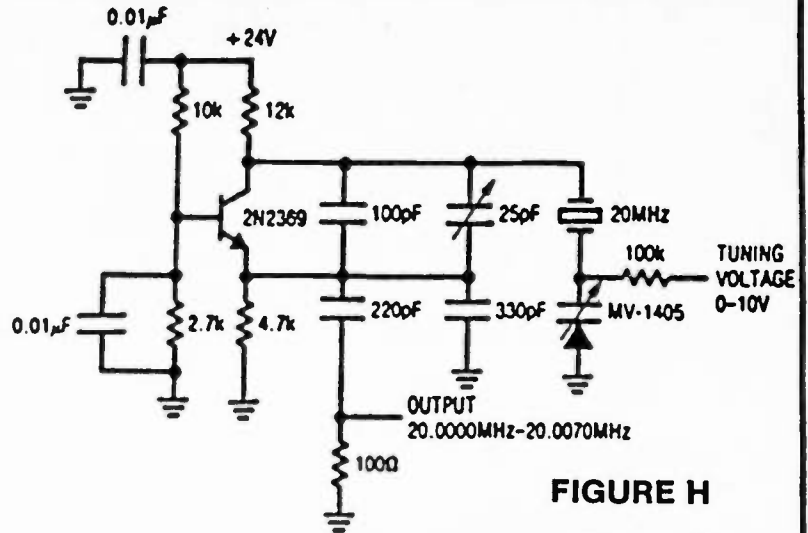 0.01μF
+24V
10k
12k
2N2369
100pF
25pF
20MHz
100k
TUNING
VOLTAGE
0–10V
0.01μF
2.7k
4.7k
220pF
330pF
MV-1405
OUTPUT
20.0000MHz–20.0070MHz
100Ω
FIGURE H